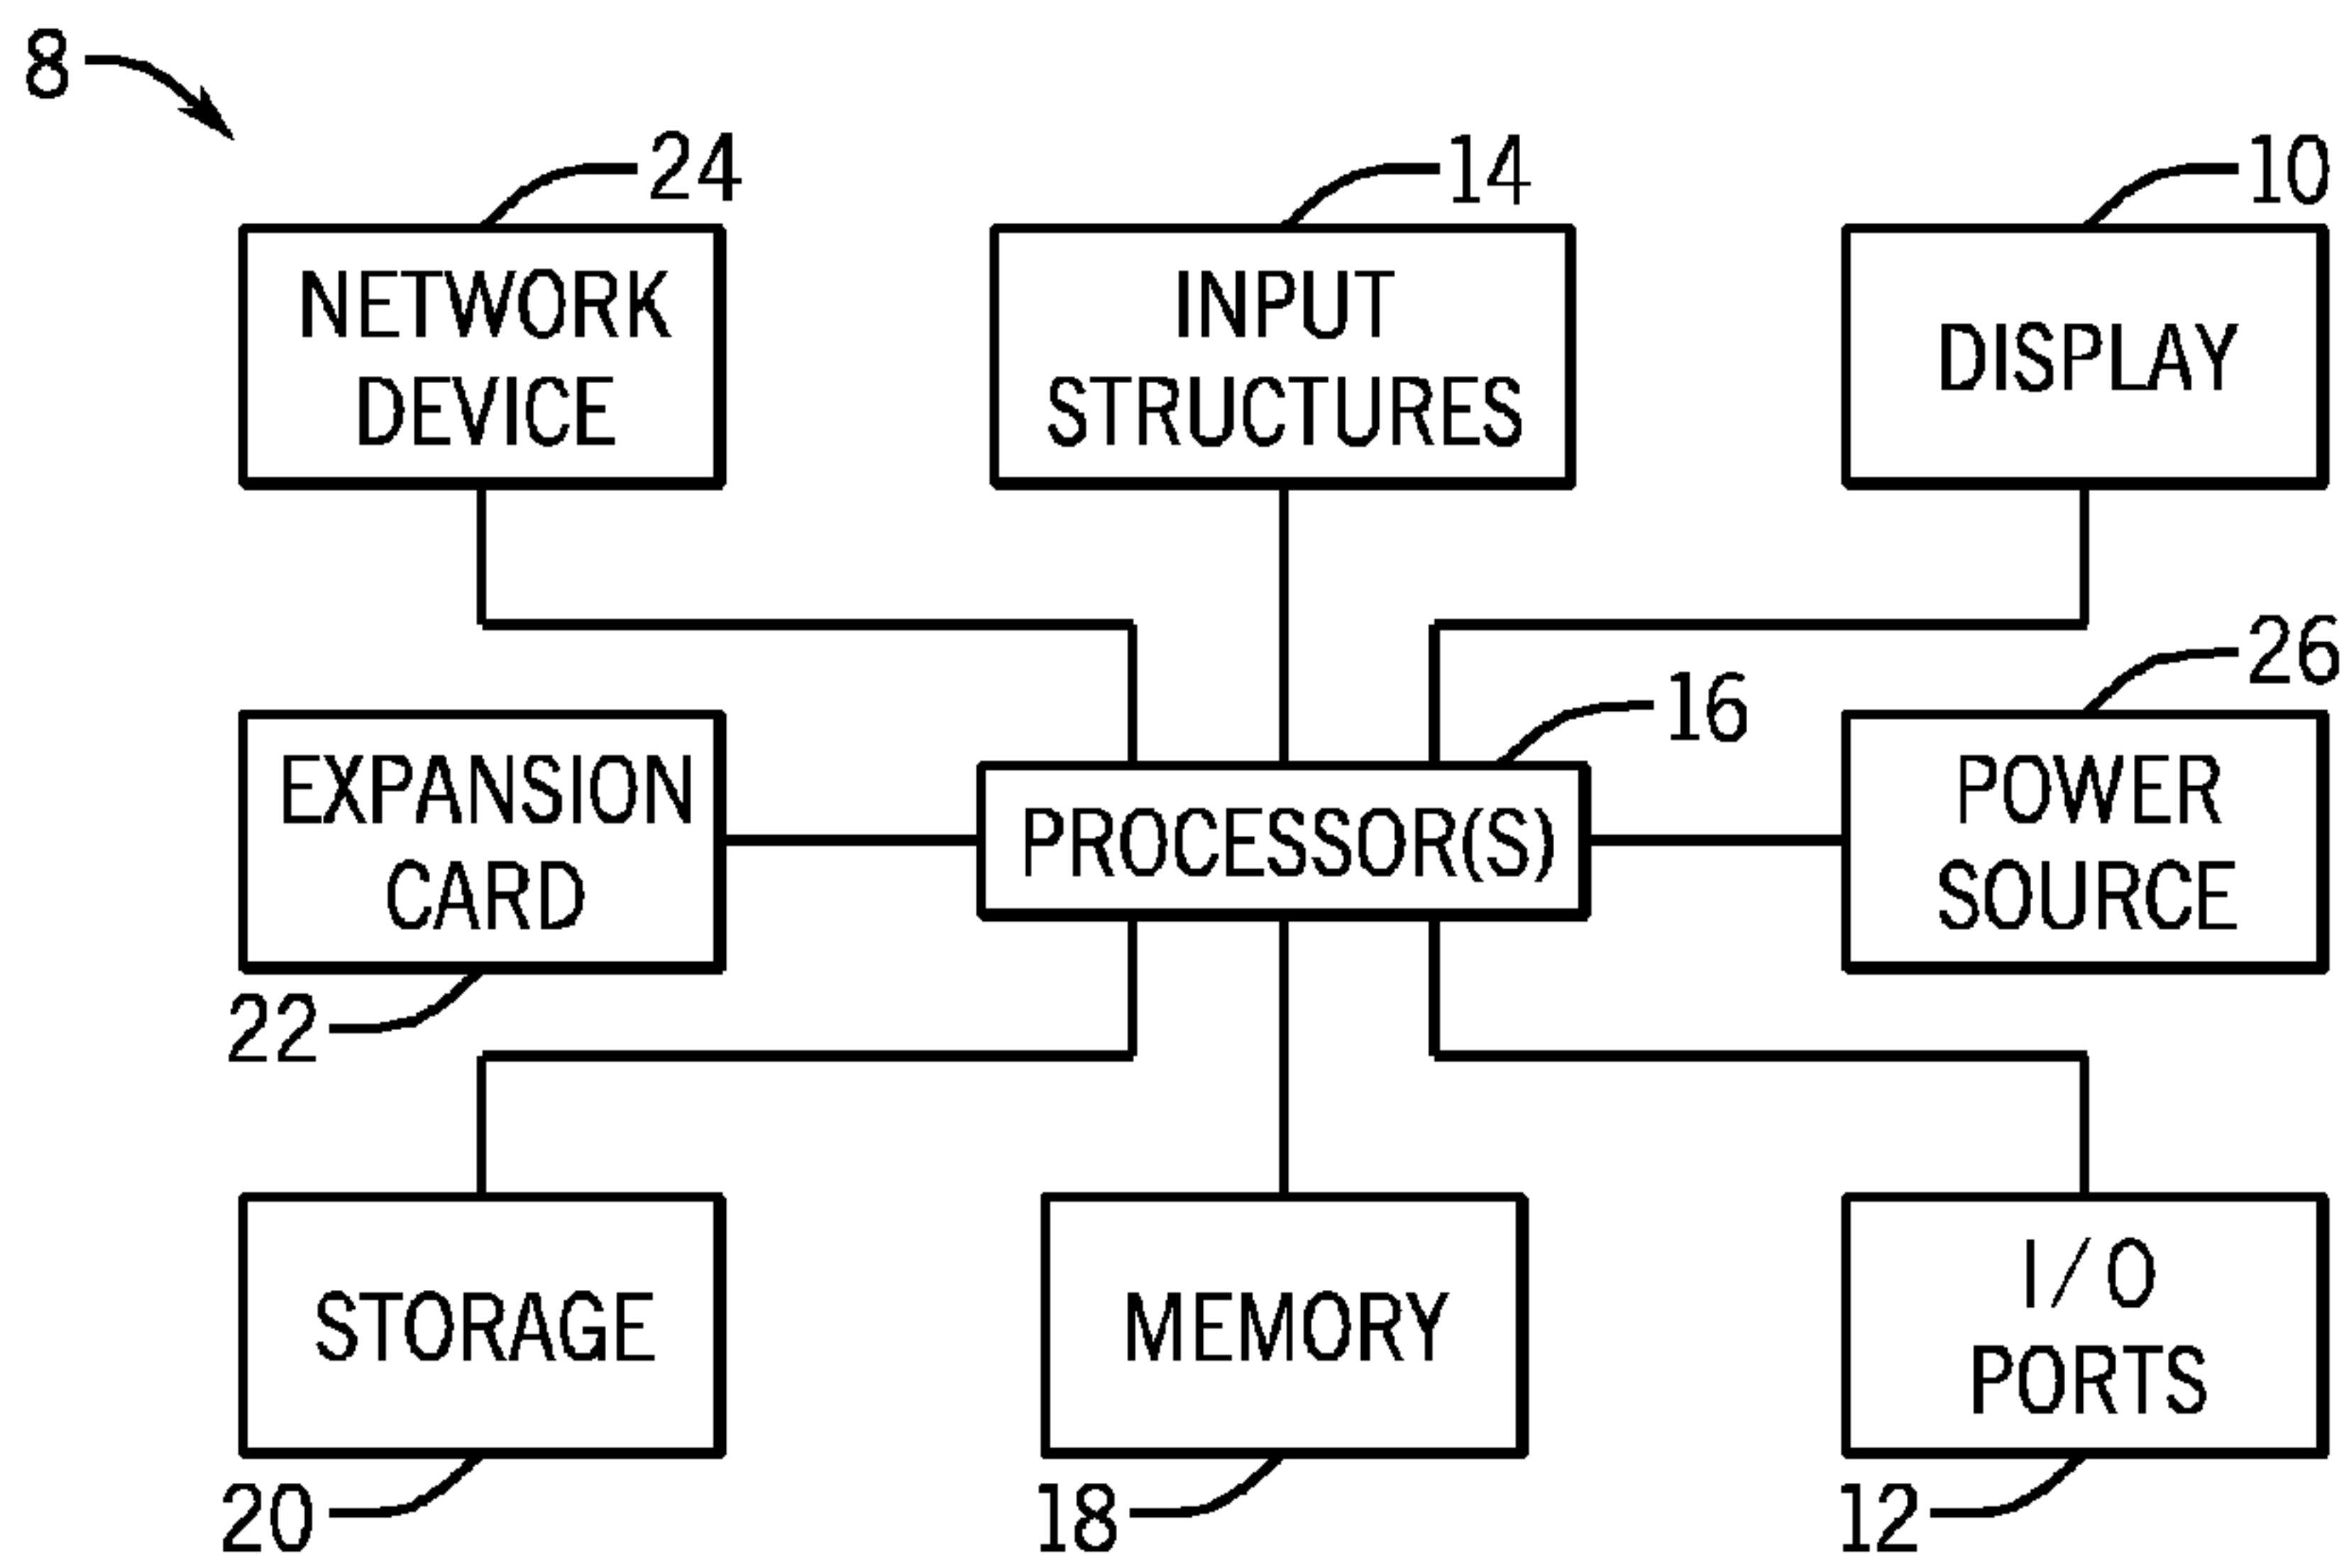 8
24
14
10
NETWORK
DEVICE
INPUT
STRUCTURES
DISPLAY
26
16
EXPANSION
CARD
PROCESSOR(S)
POWER
SOURCE
22
STORAGE
MEMORY
I/O
PORTS
20
18
12